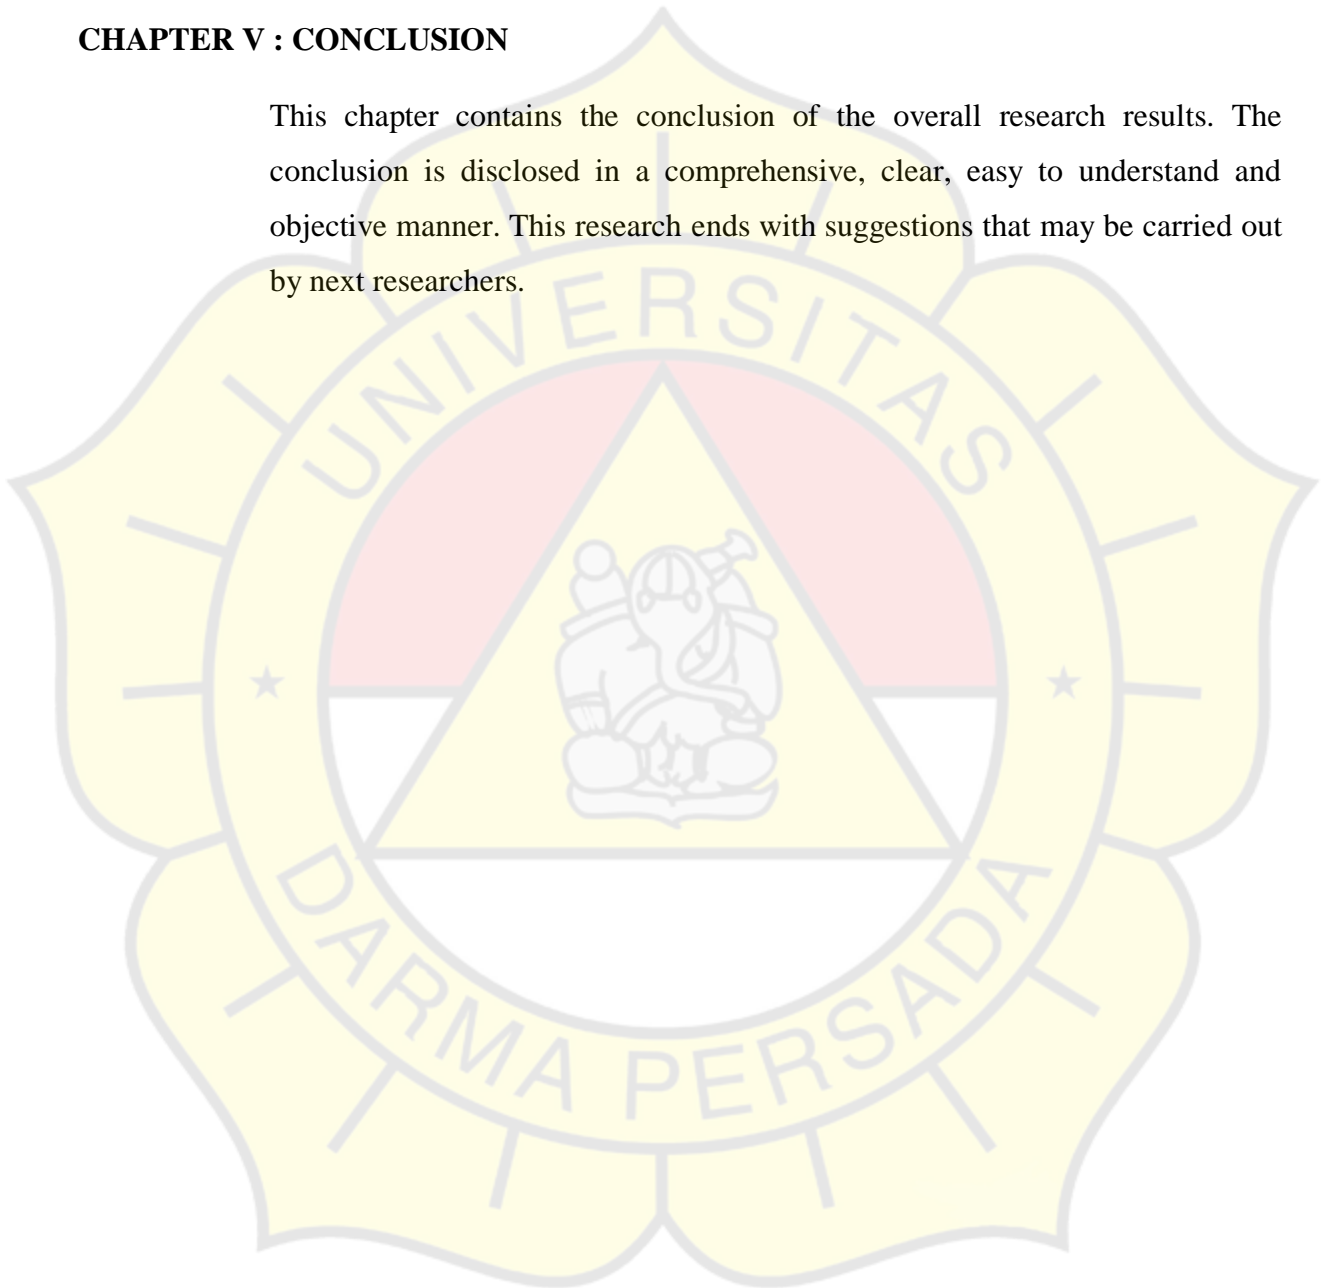 CHAPTER V : CONCLUSION
This chapter contains the conclusion of the overall research results. The
conclusion is disclosed in a comprehensive, clear, easy to understand and
objective manner. This research ends with suggestions that may be carried out
by next researchers.
UNIVERSITAS
DARMA PERSADA